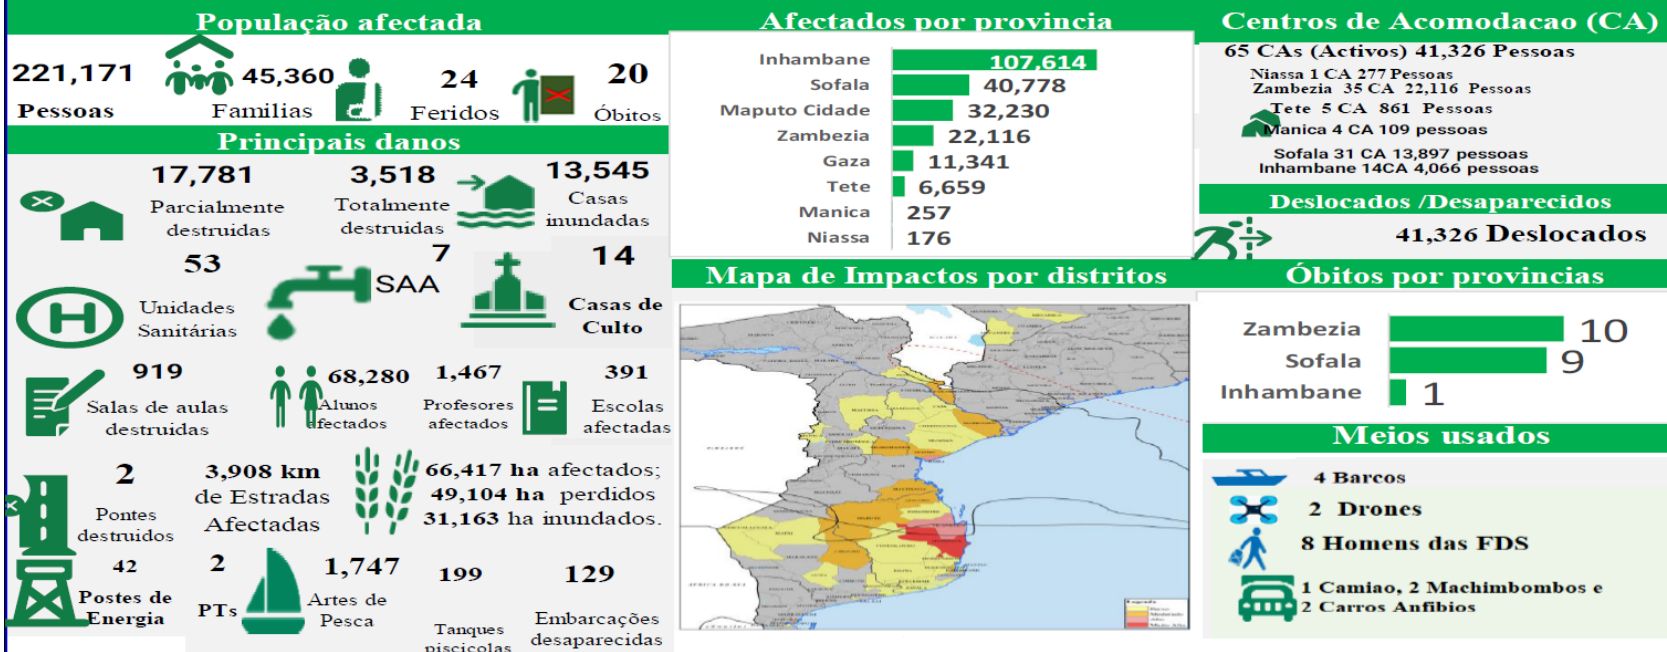 População afectada
221,171
Pessoas
45,360
Familias
24
Feridos
20
Óbitos
Principais danos
17,781
Parcialmente
destruidas
3,518
Totalmente
destruidas
13,545
Casas
inundadas
53
Unidades
Sanitárias
7
SAA
14
Casas de
Culto
919
Salas de aulas
destruidas
68,280
Alunos
afectados
1,467
Profesores
afectados
391
Escolas
afectadas
2
Pontes
destruidos
3,908 km
de Estradas
Afectadas
66,417 ha afectados;
49,104 ha perdidos
31,163 ha inundados.
42
Postes de
Energia
2
PTs
1,747
Artes de
Pesca
199
Tanques
piscicolas
129
Embarcações
desaparecidas
Afectados por provincia
Inhambane 107,614
Sofala 40,778
Maputo Cidade 32,230
Zambezia 22,116
Gaza 11,341
Tete 6,659
Manica 257
Niassa 176
Mapa de Impactos por distritos
Centros de Acomodacao (CA)
65 CAs (Activos) 41,326 Pessoas
Niassa 1 CA 277 Pessoas
Zambezia 35 CA 22,116 Pessoas
Tete 5 CA 861 Pessoas
Manica 4 CA 109 pessoas
Sofala 31 CA 13,897 pessoas
Inhambane 14CA 4,066 pessoas
Deslocados /Desaparecidos
41,326 Deslocados
Óbitos por provincias
Zambezia 10
Sofala 9
Inhambane 1
Meios usados
4 Barcos
2 Drones
8 Homens das FDS
1 Camiao, 2 Machimbombos e
2 Carros Anfibios